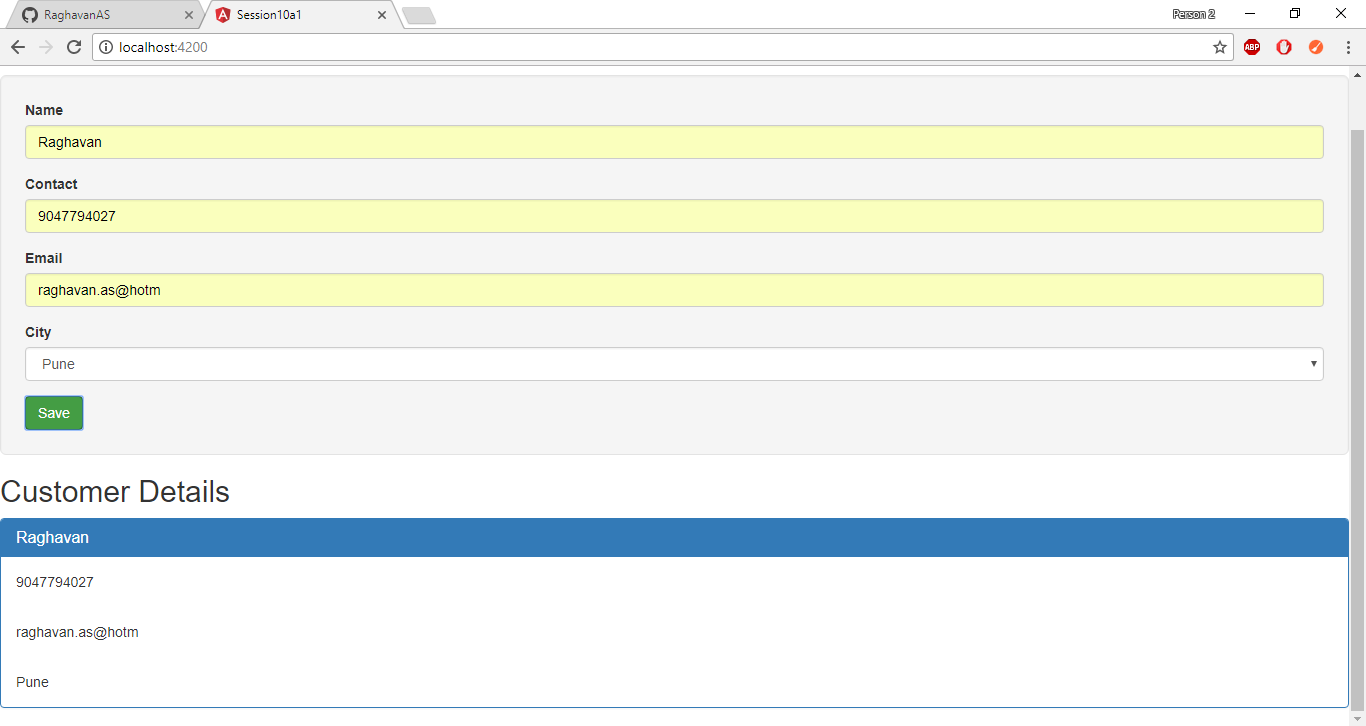 RaghavanAS
Session10a1
Person 2
localhost:4200
ABP
Name
Raghavan
Contact
9047794027
Email
raghavan.as@hotm
City
Pune
Save
Customer Details
Raghavan
9047794027
raghavan.as@hotm
Pune